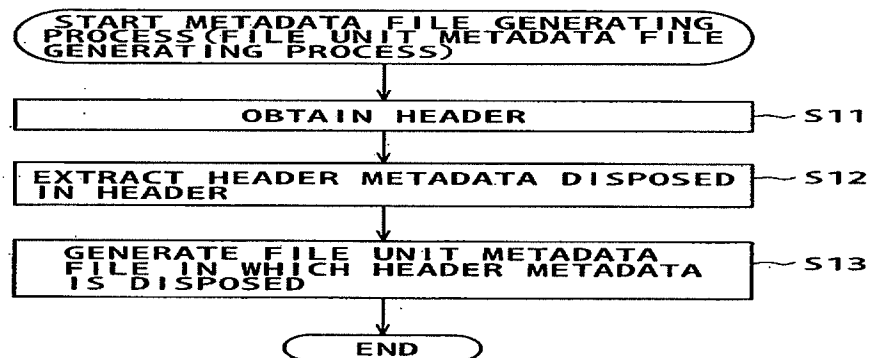 START METADATA FILE GENERATING
PROCESS(FILE UNIT METADATA FILE
GENERATING PROCESS)
OBTAIN HEADER
S11
EXTRACT HEADER METADATA DISPOSED
IN HEADER
S12
GENERATE FILE UNIT METADATA
FILE IN WHICH HEADER METADATA
IS DISPOSED
S13
END